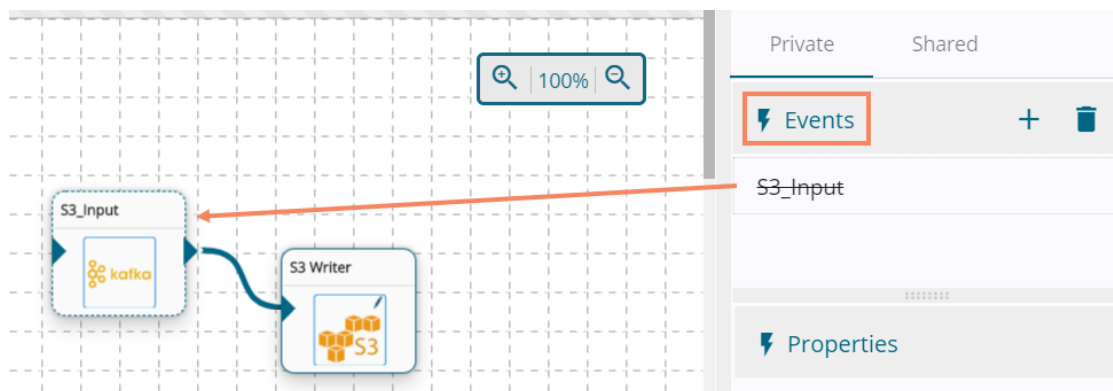 Private Shared
100%
Events
S3_Input
S3_Input
kafka
S3 Writer
S3
Properties